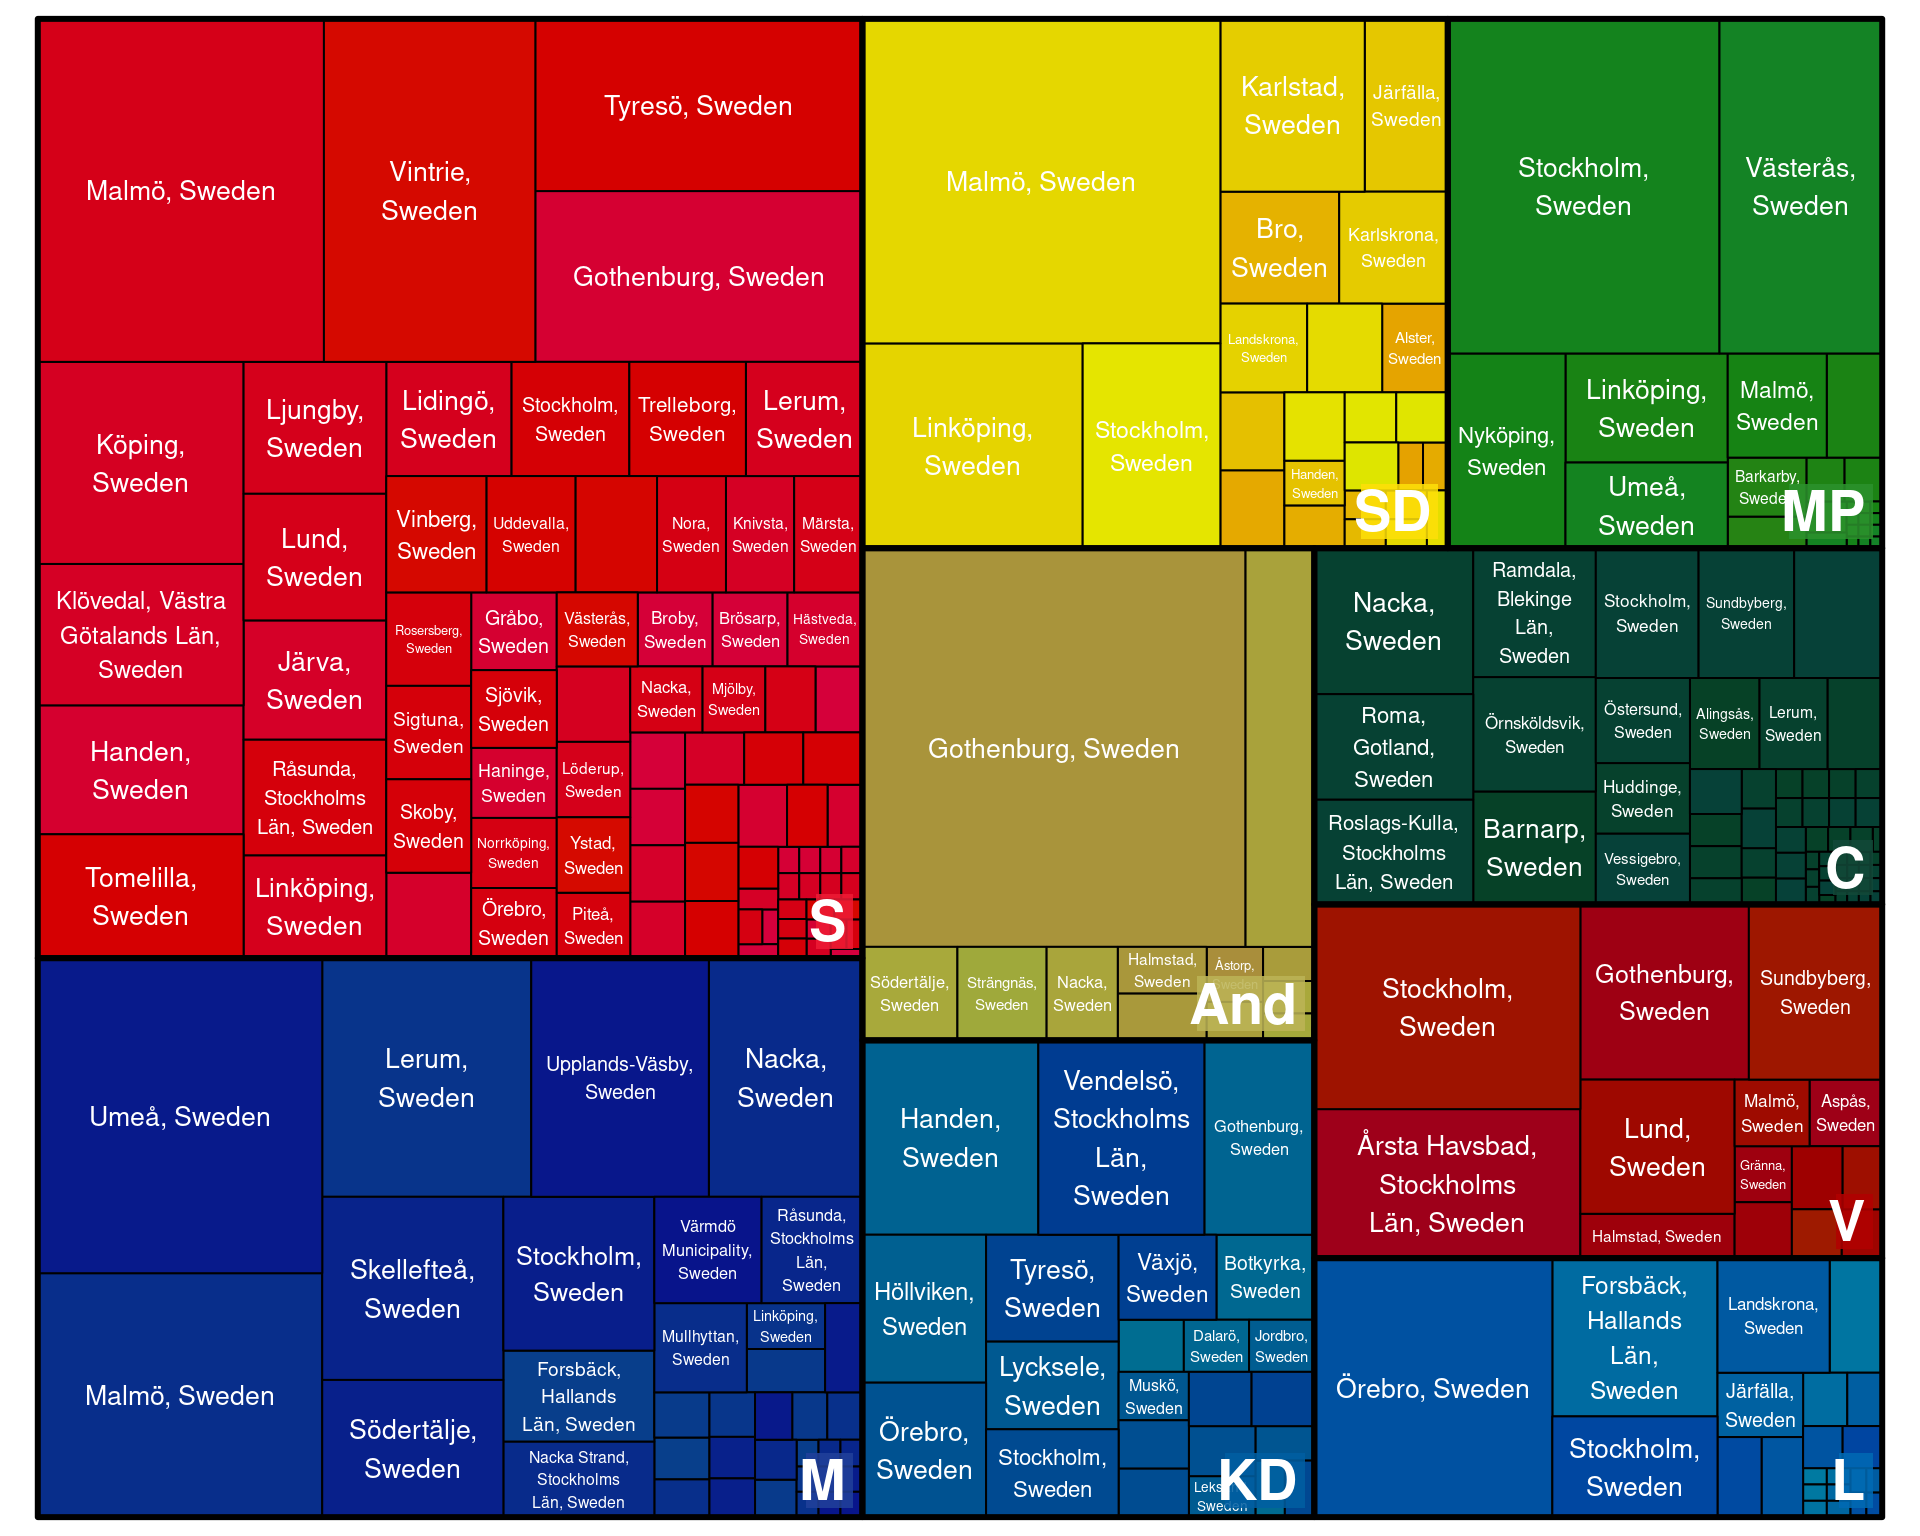 Malmö, Sweden
Vintrie,
Sweden
Tyresö, Sweden
Gothenburg, Sweden
Köping,
Sweden
Klövedal, Västra
Götalands Län,
Sweden
Handen,
Sweden
Tomelilla,
Sweden
Ljungby,
Sweden
Lund,
Sweden
Järva,
Sweden
Råsunda,
Stockholms
Län, Sweden
Linköping,
Sweden
Lidingö,
Sweden
Stockholm,
Sweden
Trelleborg,
Sweden
Lerum,
Sweden
Vinberg,
Sweden
Uddevalla,
Sweden
Nora,
Sweden
Knivsta,
Sweden
Märsta,
Sweden
Rosersberg,
Sweden
Sigtuna,
Sweden
Skoby,
Sweden
Gråbo,
Sweden
Sjövik,
Sweden
Haninge,
Sweden
Norrköping,
Sweden
Örebro,
Sweden
Västerås,
Sweden
Broby,
Sweden
Brösarp,
Sweden
Hästveda,
Sweden
Löderup,
Sweden
Ystad,
Sweden
Piteå,
Sweden
Nacka,
Sweden
Mjölby,
Sweden
S
Umeå, Sweden
Malmö, Sweden
Lerum,
Sweden
Upplands-Väsby,
Sweden
Nacka,
Sweden
Skellefteå,
Sweden
Södertälje,
Sweden
Stockholm,
Sweden
Forsbäck,
Hallands
Län, Sweden
Nacka Strand,
Stockholms
Län, Sweden
Värmdö
Municipality,
Sweden
Råsunda,
Stockholms
Län,
Sweden
Mullhyttan,
Sweden
Linköping,
Sweden
M
Malmö, Sweden
Linköping,
Sweden
Stockholm,
Sweden
Karlstad,
Sweden
Järfälla,
Sweden
Bro,
Sweden
Karlskrona,
Sweden
Landskrona,
Sweden
Alster,
Sweden
Handen,
Sweden
SD
Stockholm,
Sweden
Västerås,
Sweden
Nyköping,
Sweden
Linköping,
Sweden
Umeå,
Sweden
Malmö,
Sweden
Barkarby,
Sweden
MP
Gothenburg, Sweden
Södertälje,
Sweden
Strängnäs,
Sweden
Nacka,
Sweden
Halmstad,
Sweden
Åstorp,
Sweden
And
Nacka,
Sweden
Roma,
Gotland,
Sweden
Roslags-Kulla,
Stockholms
Län, Sweden
Ramdala,
Blekinge
Län,
Sweden
Örnsköldsvik,
Sweden
Barnarp,
Sweden
Stockholm,
Sweden
Sundbyberg,
Sweden
Östersund,
Sweden
Huddinge,
Sweden
Vessigebro,
Sweden
Alingsås,
Sweden
Lerum,
Sweden
C
Handen,
Sweden
Vendelsö,
Stockholms
Län,
Sweden
Gothenburg,
Sweden
Höllviken,
Sweden
Örebro,
Sweden
Tyresö,
Sweden
Lycksele,
Sweden
Stockholm,
Sweden
Växjö,
Sweden
Botkyrka,
Sweden
Dalarö,
Sweden
Jordbro,
Sweden
Muskö,
Sweden
Sweden
KD
Stockholm,
Sweden
Årsta Havsbad,
Stockholms
Län, Sweden
Gothenburg,
Sweden
Sundbyberg,
Sweden
Lund,
Sweden
Halmstad, Sweden
Malmö,
Sweden
Aspås,
Sweden
Gränna,
Sweden
V
Örebro, Sweden
Forsbäck,
Hallands
Län,
Sweden
Stockholm,
Sweden
Landskrona,
Sweden
Järfälla,
Sweden
L